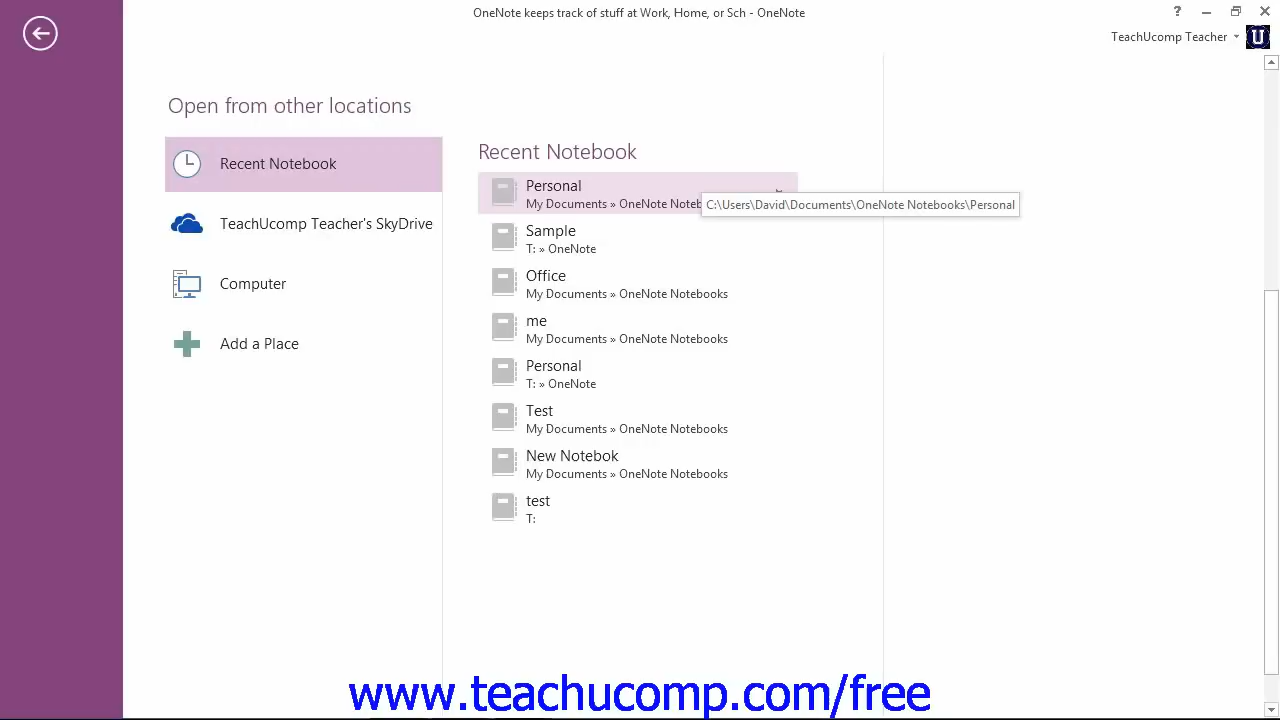 OneNote keeps track of stuff at Work, Home, or Sch - OneNote
?
TeachUcomp Teacher
U
Open from other locations
Recent Notebook
TeachUcomp Teacher's SkyDrive
Computer
Add a Place
Recent Notebook
Personal
My Documents » OneNote Noteb
C:\Users\David\Documents\OneNote Notebooks\Personal
Sample
T: » OneNote
Office
My Documents » OneNote Notebooks
me
My Documents » OneNote Notebooks
Personal
T: » OneNote
Test
My Documents » OneNote Notebooks
New Notebok
My Documents » OneNote Notebooks
test
T:
www.teachucomp.com/free